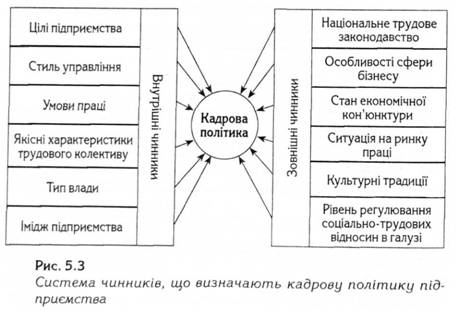 Цілі підприємства
Стиль управління
Умови праці
Якісні характеристики
трудового колективу
Тип влади
Імідж підприємства
Внутрішні чинники
Кадрова
політика
Зовнішні чинники
Національне трудове
законодавство
Особливості сфери
бізнесу
Стан економічної
кон'юнктури
Ситуація на ринку
праці
Культурні традиції
Рівень регулювання
соціально-трудових
відносин в галузі
Рис. 5.3
Система чинників, що визначають кадрову політику під-
приємства